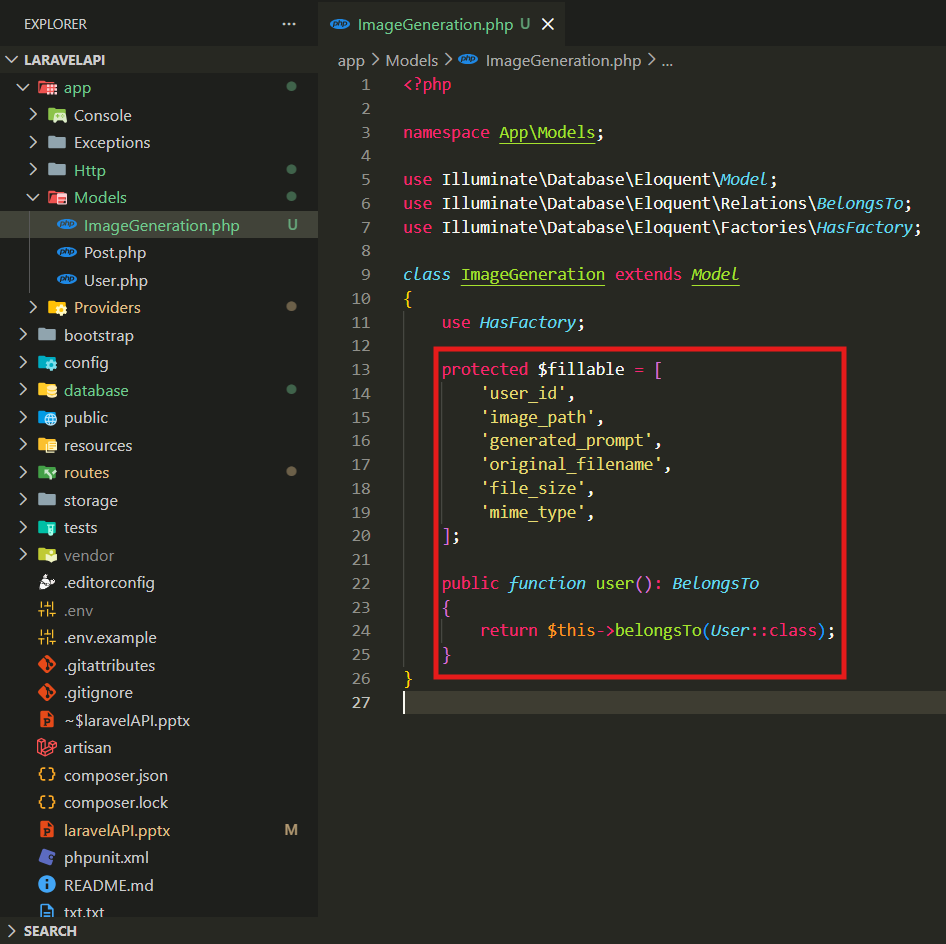 EXPLORER
...
LARAVELAPI
app
Console
Exceptions
Http
Models
ImageGeneration.php U
Post.php
User.php
Providers
bootstrap
config
database
public
resources
routes
storage
tests
vendor
.editorconfig
.env
.env.example
.gitattributes
.gitignore
~$laravelAPI.pptx
artisan
composer.json
composer.lock
laravelAPI.pptx M
phpunit.xml
README.md
txt.txt
SEARCH
php ImageGeneration.php U
app > Models > php ImageGeneration.php > ...
1 <?php
2
3 namespace App\Models;
4
5 use Illuminate\Database\Eloquent\Model;
6 use Illuminate\Database\Eloquent\Relations\BelongsTo;
7 use Illuminate\Database\Eloquent\Factories\HasFactory;
8
9 class ImageGeneration extends Model
10 {
11     use HasFactory;
12
13     protected $fillable = [
14         'user_id',
15         'image_path',
16         'generated_prompt',
17         'original_filename',
18         'file_size',
19         'mime_type',
20     ];
21
22     public function user(): BelongsTo
23     {
24         return $this->belongsTo(User::class);
25     }
26 }
27